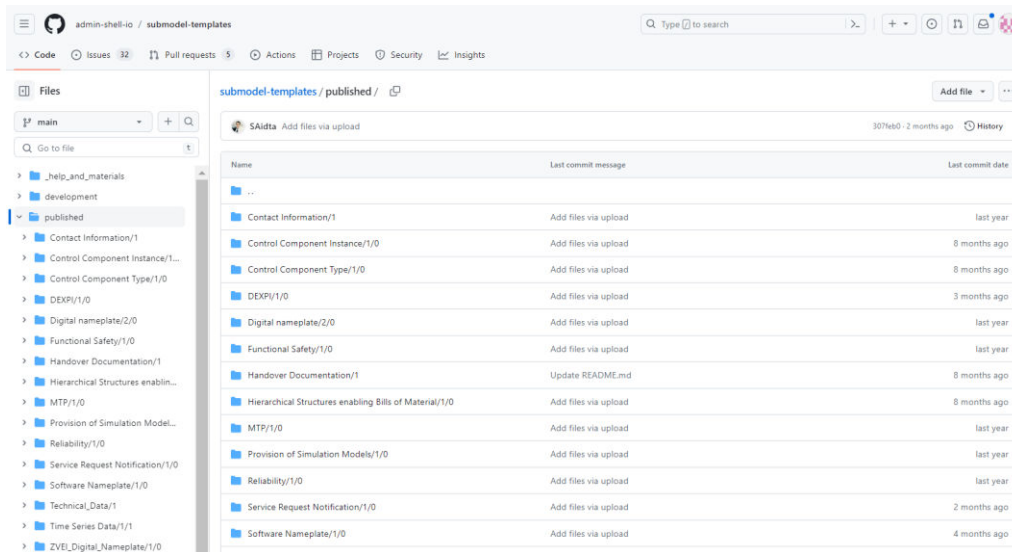 admin-shell-io / submodel-templates
Type / to search
<> Code
Issues 32
Pull requests 5
Actions
Projects
Security
Insights
Files
main
Go to file
t
_help_and_materials
development
published
Contact Information/1
Control Component Instance/1...
Control Component Type/1/0
DEXPI/1/0
Digital nameplate/2/0
Functional Safety/1/0
Handover Documentation/1
Hierarchical Structures enablin...
MTP/1/0
Provision of Simulation Model...
Reliability/1/0
Service Request Notification/1/0
Software Nameplate/1/0
Technical_Data/1
Time Series Data/1/1
ZVEI_Digital_Nameplate/1/0
submodel-templates / published /
Add file
SAidta Add files via upload
307feb0 · 2 months ago
History
Name Last commit message Last commit date
..
Contact Information/1 Add files via upload last year
Control Component Instance/1/0 Add files via upload 8 months ago
Control Component Type/1/0 Add files via upload 8 months ago
DEXPI/1/0 Add files via upload 3 months ago
Digital nameplate/2/0 Add files via upload last year
Functional Safety/1/0 Add files via upload last year
Handover Documentation/1 Update README.md 8 months ago
Hierarchical Structures enabling Bills of Material/1/0 Add files via upload 8 months ago
MTP/1/0 Add files via upload last year
Provision of Simulation Models/1/0 Add files via upload last year
Reliability/1/0 Add files via upload last year
Service Request Notification/1/0 Add files via upload 2 months ago
Software Nameplate/1/0 Add files via upload 4 months ago